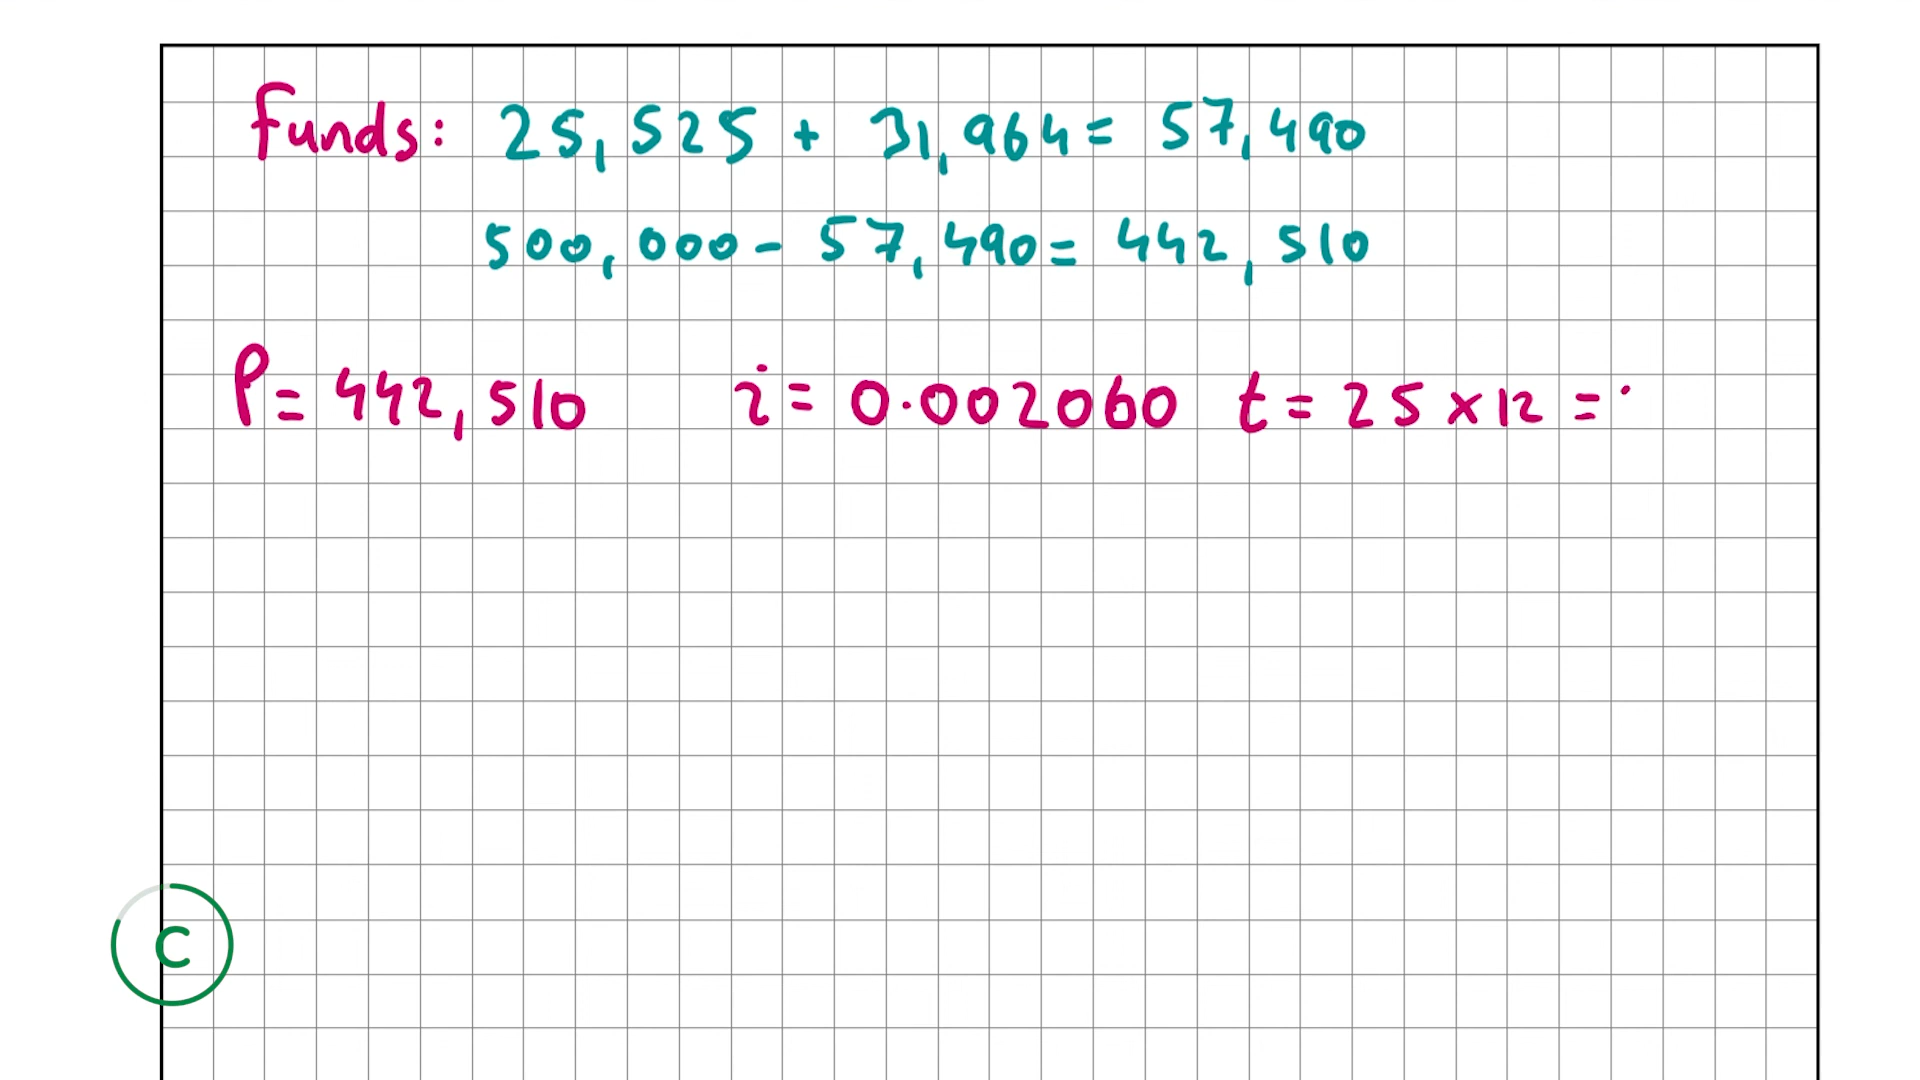 funds: 25,525 + 31,964 = 57,490
500,000 - 57,490 = 442,510
P = 442,510 i = 0.002060 t = 25 x 12 =
C